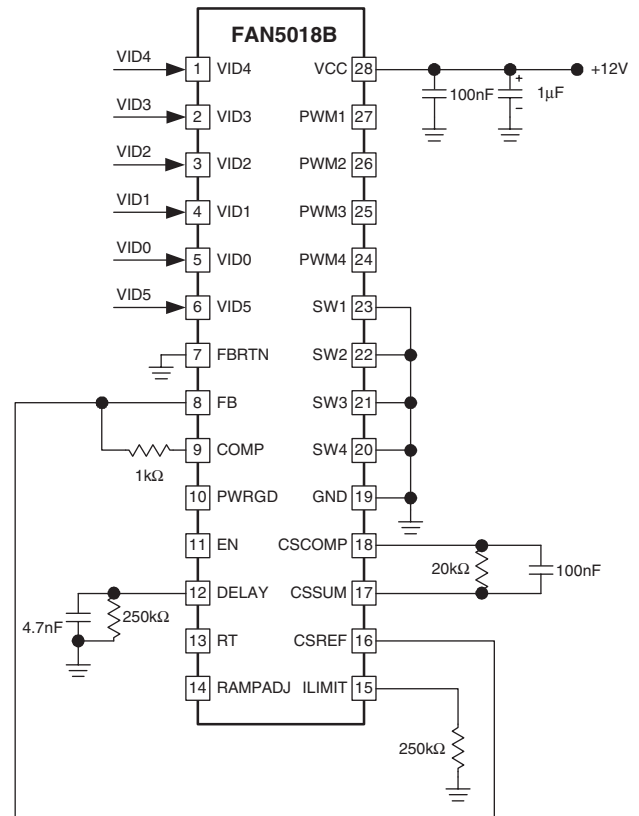 FAN5018B
VID4
1
VID4
VCC
28
+12V
100nF
+
1μF
–
VID3
2
VID3
PWM1
27
VID2
3
VID2
PWM2
26
VID1
4
VID1
PWM3
25
VID0
5
VID0
PWM4
24
VID5
6
VID5
SW1
23
7
FBRTN
SW2
22
8
FB
SW3
21
9
COMP
SW4
20
1kΩ
10
PWRGD
GND
19
11
EN
CSCOMP
18
20kΩ
100nF
12
DELAY
CSSUM
17
4.7nF
250kΩ
13
RT
CSREF
16
14
RAMPADJ
ILIMIT
15
250kΩ